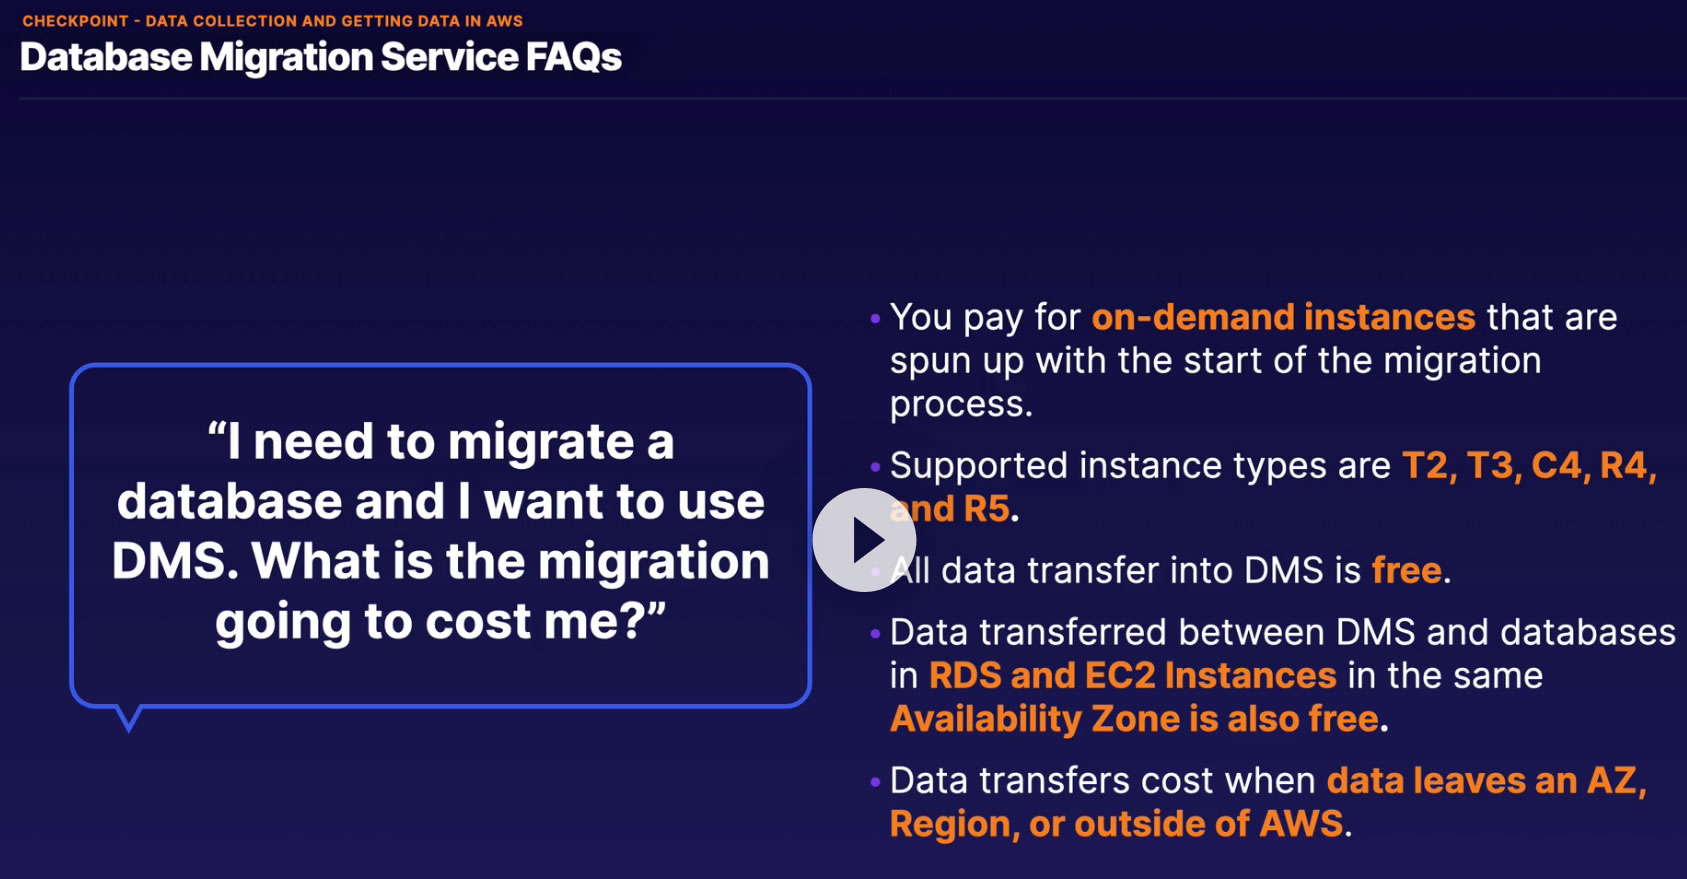 CHECKPOINT - DATA COLLECTION AND GETTING DATA IN AWS
Database Migration Service FAQs
“I need to migrate a
database and I want to use
DMS. What is the migration
going to cost me?”
• You pay for on-demand instances that are
spun up with the start of the migration
process.
• Supported instance types are T2, T3, C4, R4,
and R5.
• All data transfer into DMS is free.
• Data transferred between DMS and databases
in RDS and EC2 Instances in the same
Availability Zone is also free.
• Data transfers cost when data leaves an AZ,
Region, or outside of AWS.